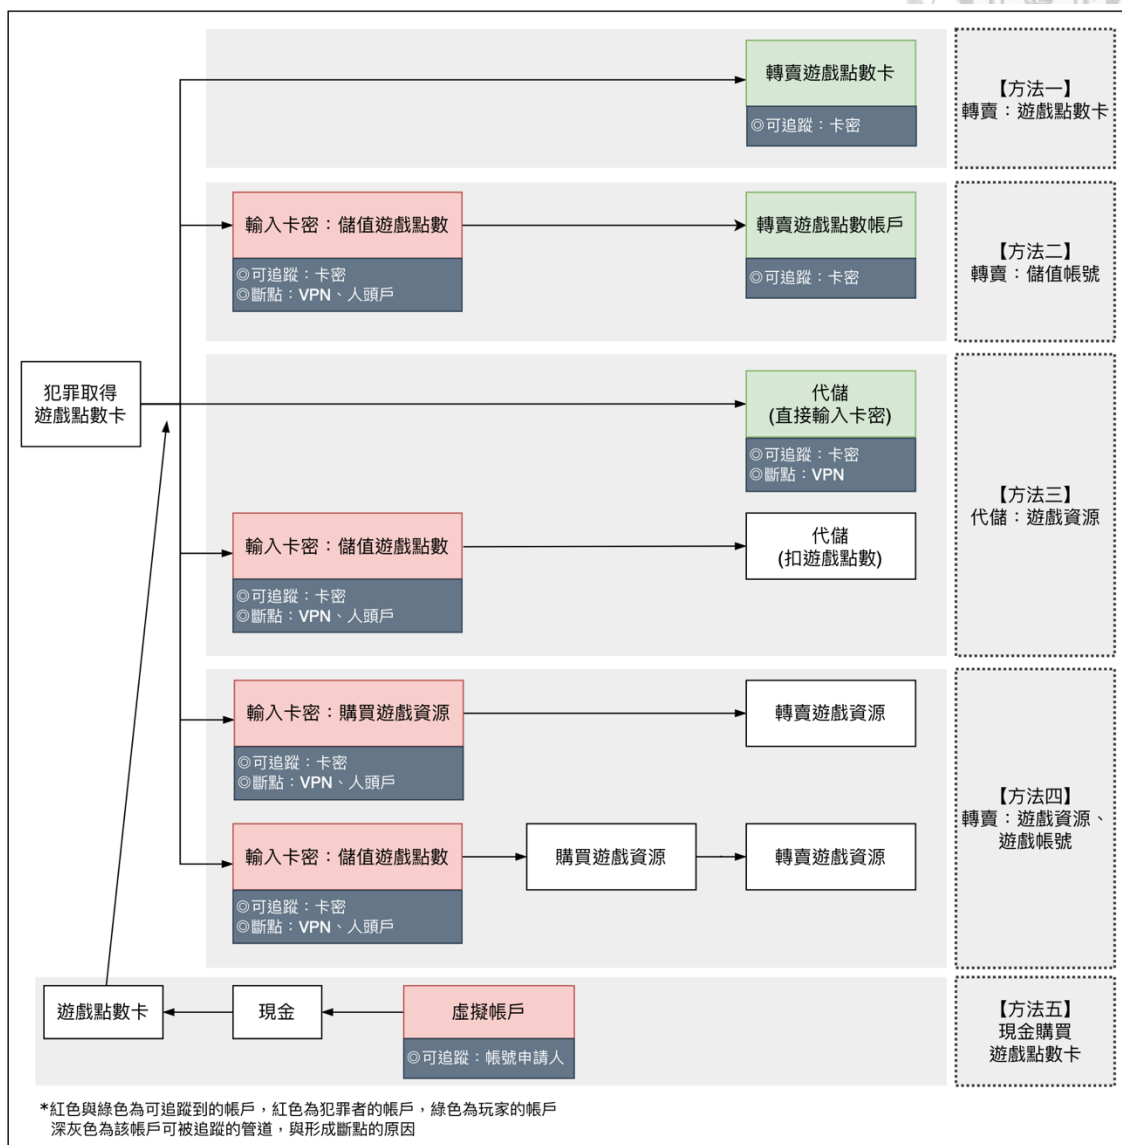 轉賣遊戲點數卡
◎可追蹤：卡密
【方法一】
轉賣：遊戲點數卡
輸入卡密：儲值遊戲點數
◎可追蹤：卡密
◎斷點：VPN、人頭戶
轉賣遊戲點數帳戶
◎可追蹤：卡密
【方法二】
轉賣：儲值帳號
犯罪取得
遊戲點數卡
代儲
(直接輸入卡密)
◎可追蹤：卡密
◎斷點：VPN
輸入卡密：儲值遊戲點數
◎可追蹤：卡密
◎斷點：VPN、人頭戶
代儲
(扣遊戲點數)
【方法三】
代儲：遊戲資源
輸入卡密：購買遊戲資源
◎可追蹤：卡密
◎斷點：VPN、人頭戶
轉賣遊戲資源
輸入卡密：儲值遊戲點數
◎可追蹤：卡密
◎斷點：VPN、人頭戶
購買遊戲資源
轉賣遊戲資源
【方法四】
轉賣：遊戲資源、
遊戲帳號
遊戲點數卡
現金
虛擬帳戶
◎可追蹤：帳號申請人
【方法五】
現金購買
遊戲點數卡
*紅色與綠色為可追蹤到的帳戶，紅色為犯罪者的帳戶，綠色為玩家的帳戶
深灰色為該帳戶可被追蹤的管道，與形成斷點的原因